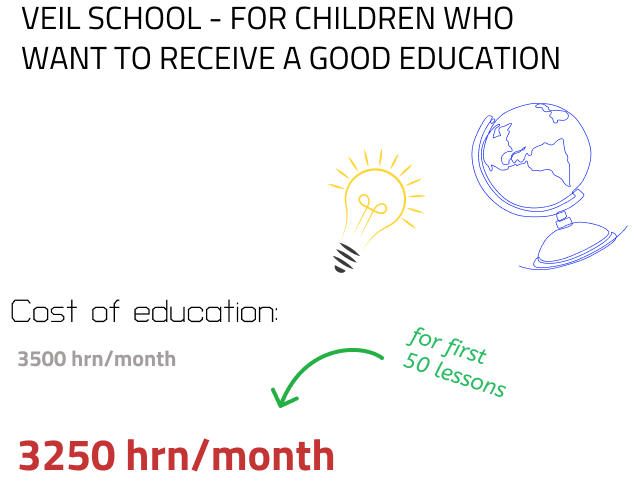 VEIL SCHOOL - FOR CHILDREN WHO
WANT TO RECEIVE A GOOD EDUCATION
Cost of education:
3500 hrn/month
for first
50 lessons
3250 hrn/month